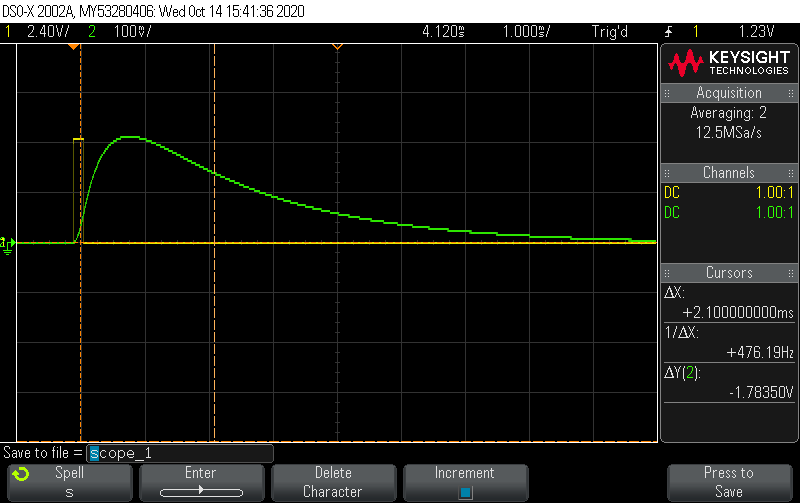 DSO-X 2002A, MY53280406: Wed Oct 14 15:41:36 2020
1 2.40V/ 2 100mV/ 4.120ms 1.000ms/ Trig'd 1 1.23V
KEYSIGHT
TECHNOLOGIES
Acquisition
Averaging: 2
12.5MSa/s
Channels
DC 1.00:1
DC 1.00:1
Cursors
ΔX:
+2.100000000ms
1/ΔX:
+476.19Hz
ΔY(2):
-1.78350V
Save to file = scope_1
Spell
s
Enter
Delete
Character
Increment
Press to
Save